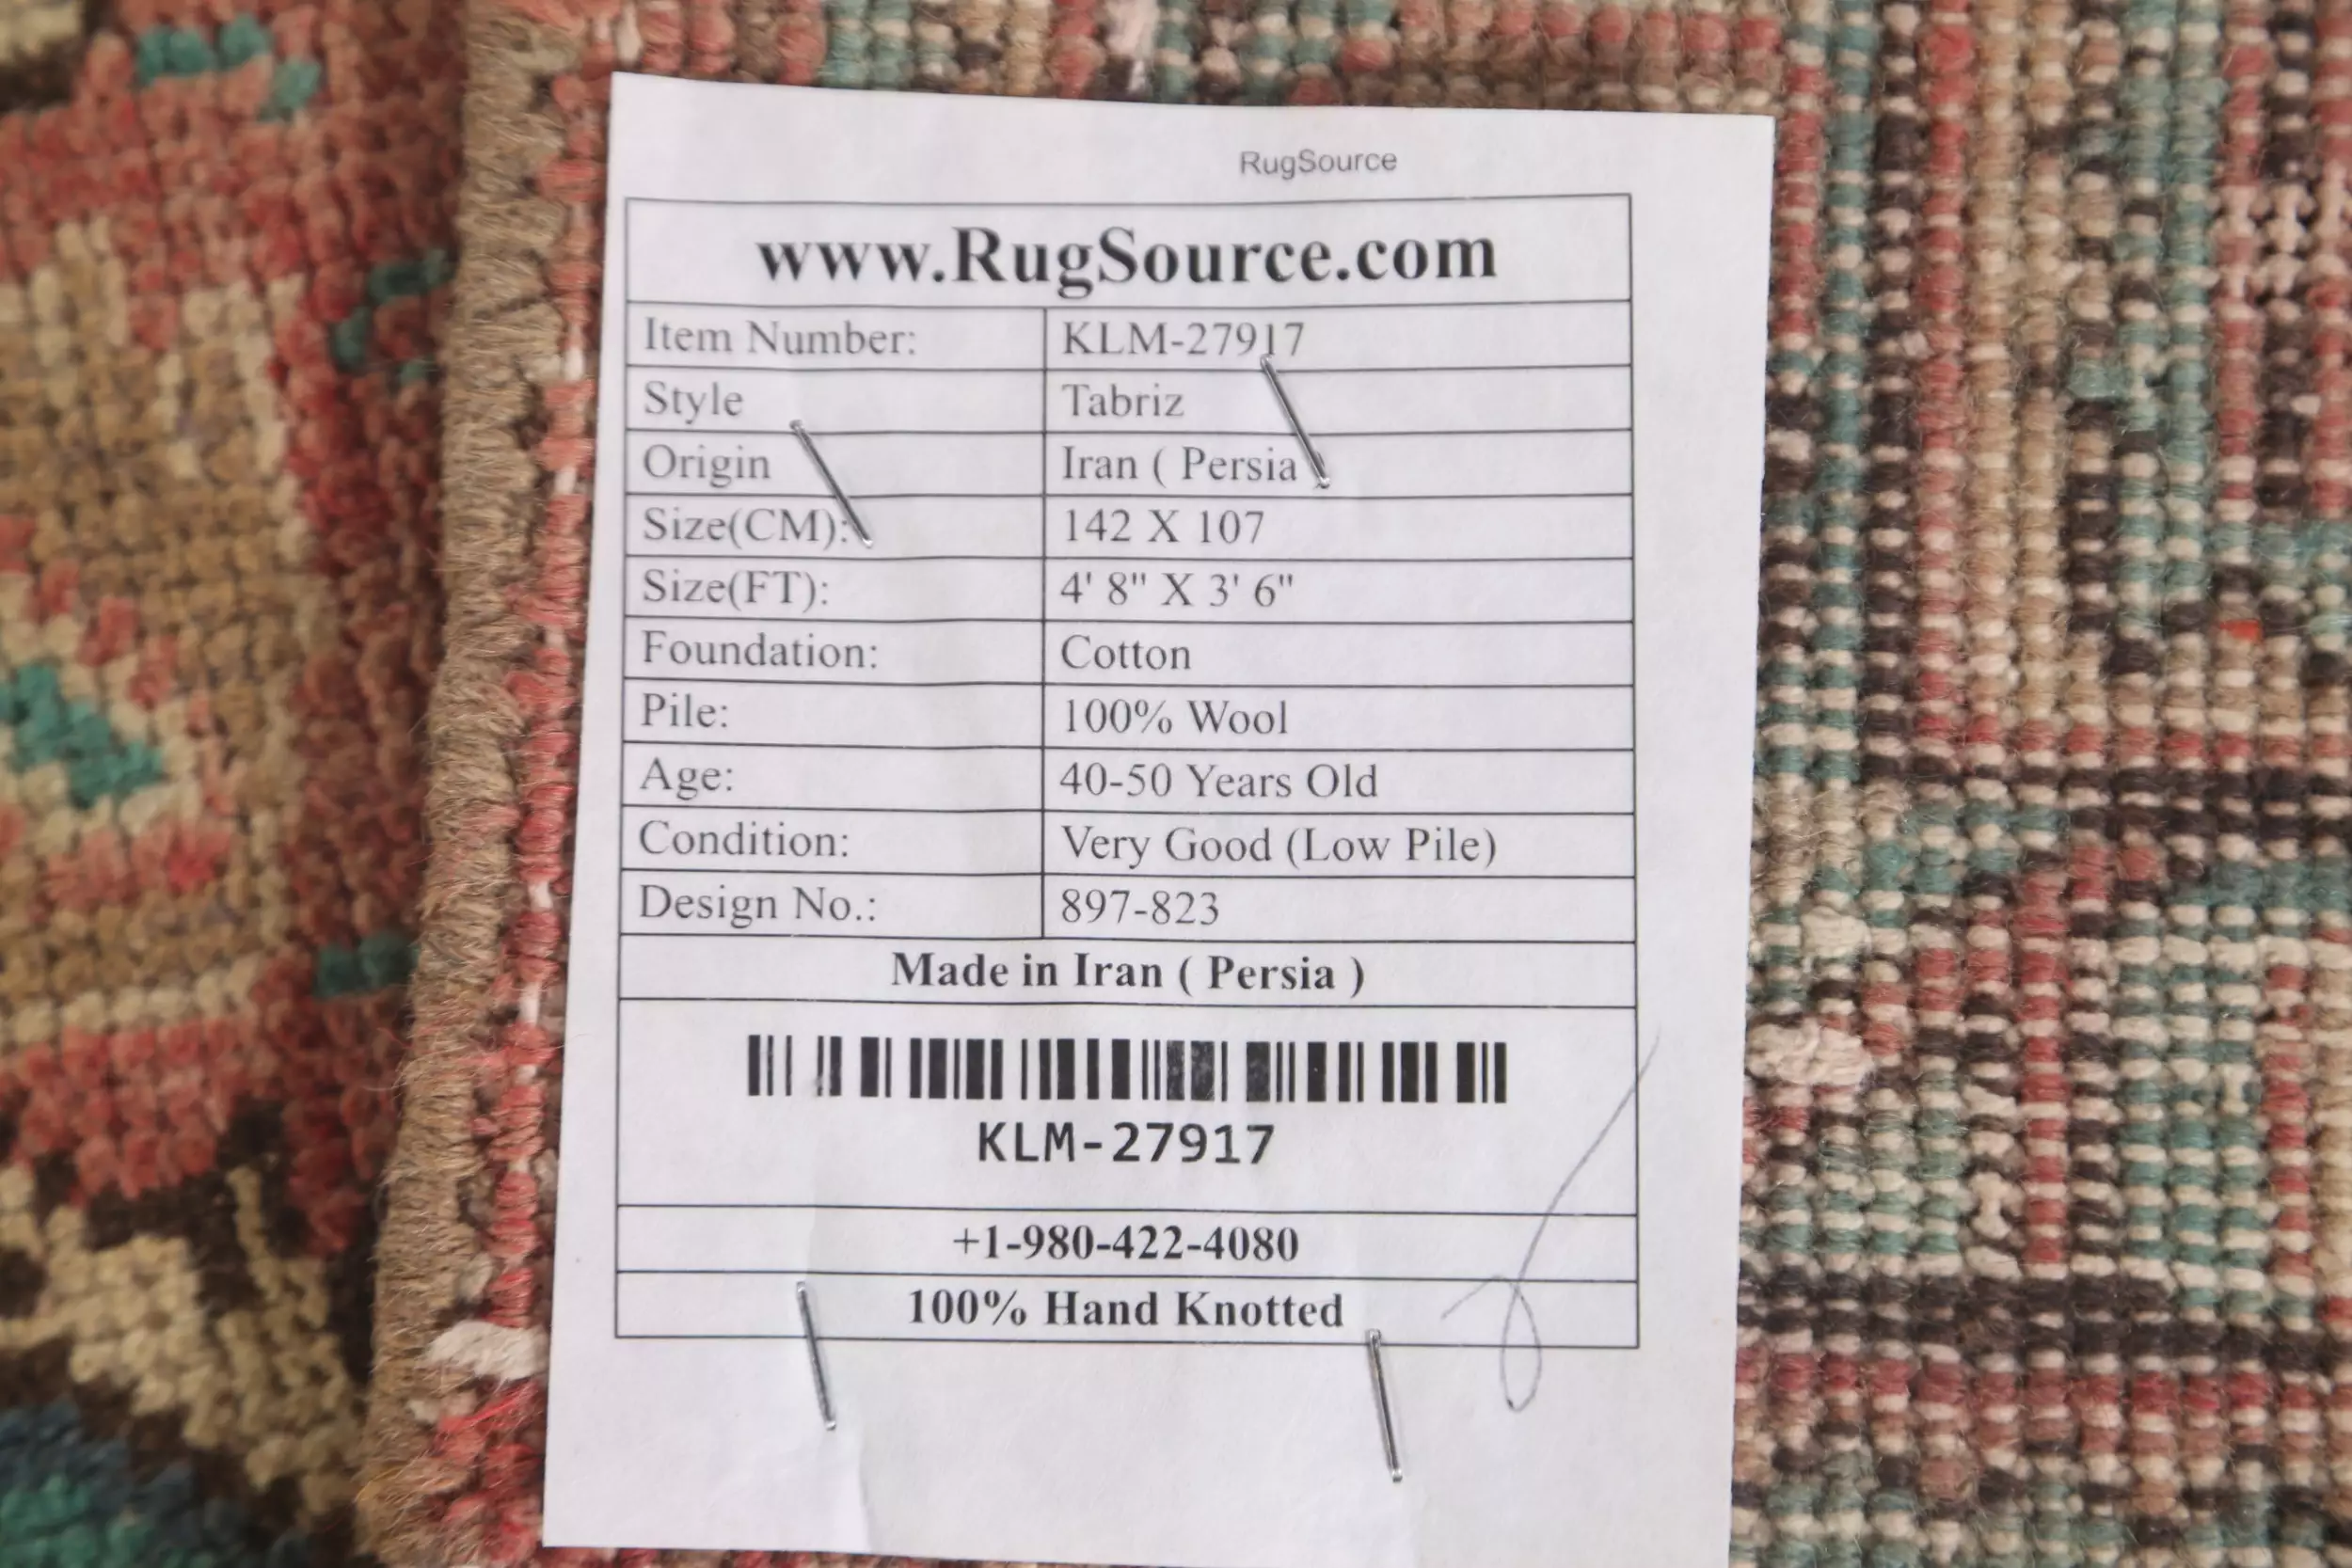 RugSource
www.RugSource.com
Item Number: KLM-27917
Style Tabriz
Origin Iran ( Persia
Size(CM): 142 X 107
Size(FT): 4' 8" X 3' 6"
Foundation: Cotton
Pile: 100% Wool
Age: 40-50 Years Old
Condition: Very Good (Low Pile)
Design No.: 897-823
Made in Iran ( Persia )
KLM-27917
+1-980-422-4080
100% Hand Knotted